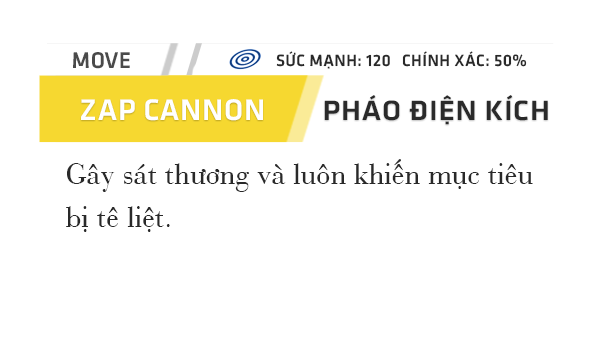 MOVE SỨC MẠNH: 120 CHÍNH XÁC: 50%
ZAP CANNON PHÁO ĐIỆN KÍCH
Gây sát thương và luôn khiến mục tiêu
bị tê liệt.